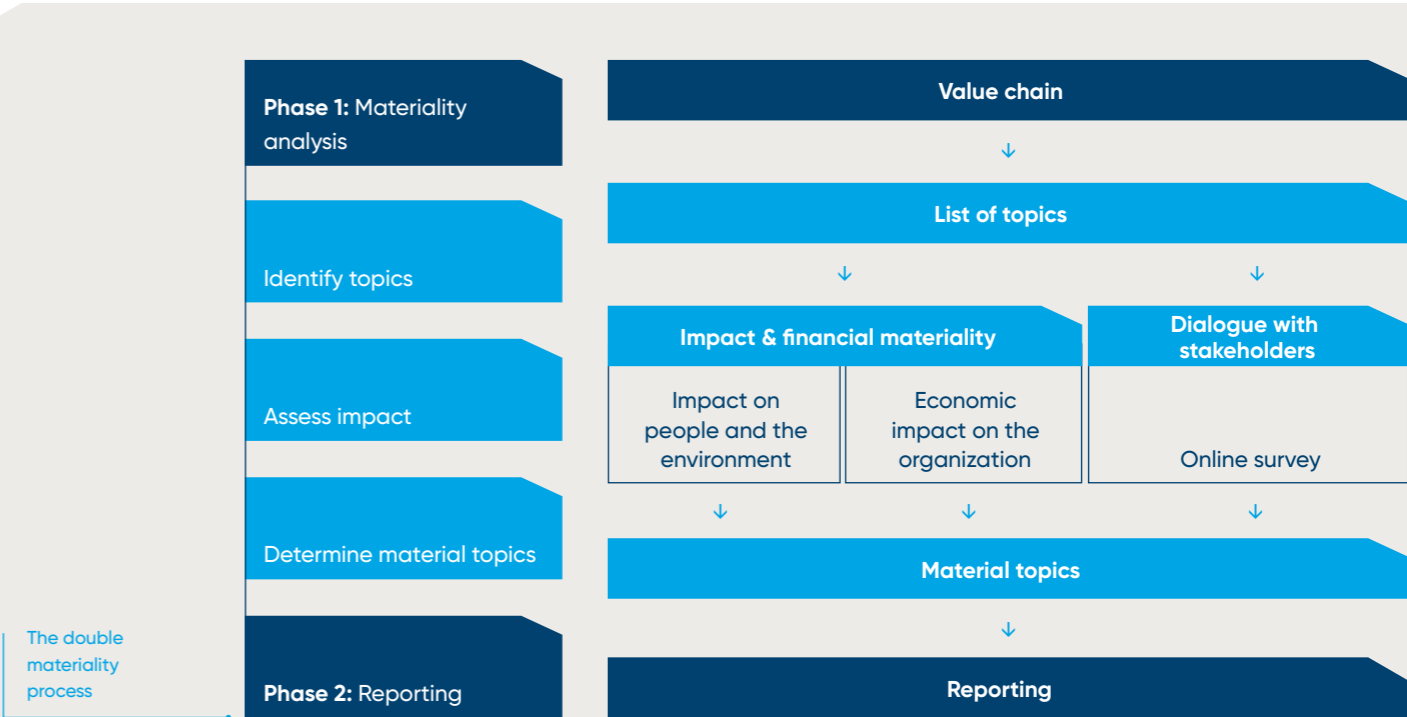 Phase 1: Materiality
analysis
Identify topics
Assess impact
Determine material topics
Phase 2: Reporting
Value chain
↓
List of topics
↓ ↓
Impact & financial materiality
Dialogue with
stakeholders
Impact on
people and the
environment
Economic
impact on the
organization
Online survey
↓ ↓ ↓
Material topics
↓
Reporting
The double
materiality
process